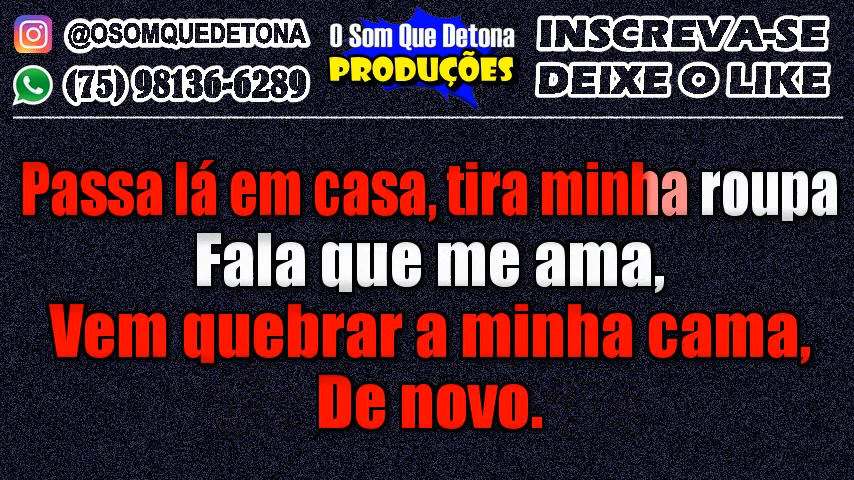 @OSOMQUEDETONA
(75) 98136-6289
O Som Que Detona
PRODUÇÕES
INSCREVA-SE
DEIXE O LIKE
Passa lá em casa, tira minha roupa
Fala que me ama,
Vem quebrar a minha cama,
De novo.